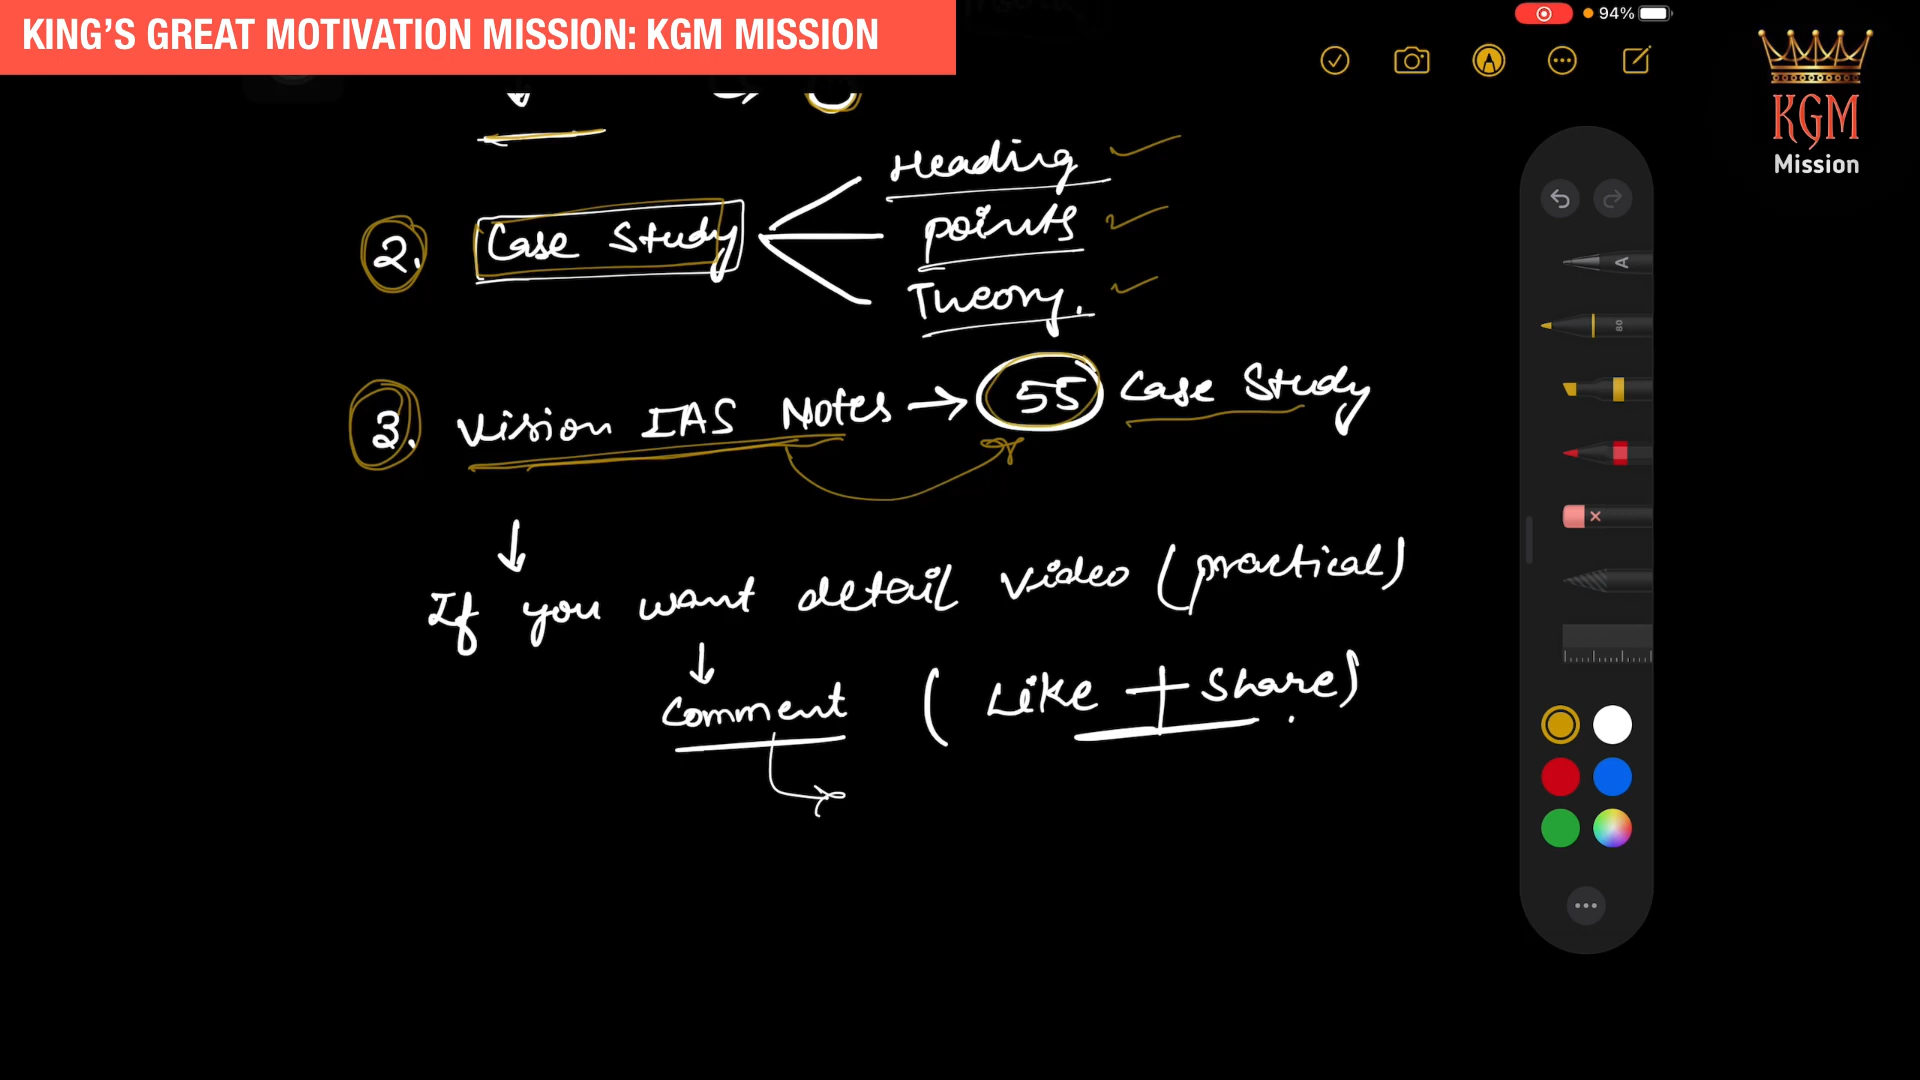 KING'S GREAT MOTIVATION MISSION: KGM MISSION
94%
KGM
Mission
Heading
2. Case Study
points
Theory.
3. Vision IAS Notes → 55 Case Study
↓
If you want detail video (practical)
↓
Comment ( Like + Share)
A
80